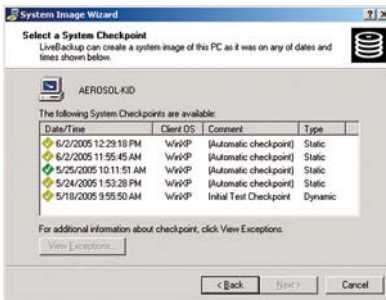 System Image Wizard
Select a System Checkpoint
LiveBackup can create a system image of this PC as it was on any of dates and
times shown below.
AEROSOL-KID
The following System Checkpoints are available:
Date/Time Client OS Comment Type
6/2/2005 12:29:18 PM WinXP (Automatic checkpoint) Static
6/2/2005 11:55:45 AM WinXP (Automatic checkpoint) Static
5/25/2005 10:11:51 AM WinXP (Automatic checkpoint) Static
5/24/2005 1:53:28 PM WinXP (Automatic checkpoint) Static
5/18/2005 9:55:50 AM WinXP Initial Test Checkpoint Dynamic
For additional information about checkpoint, click View Exceptions.
View Exceptions...
< Back Next > Cancel